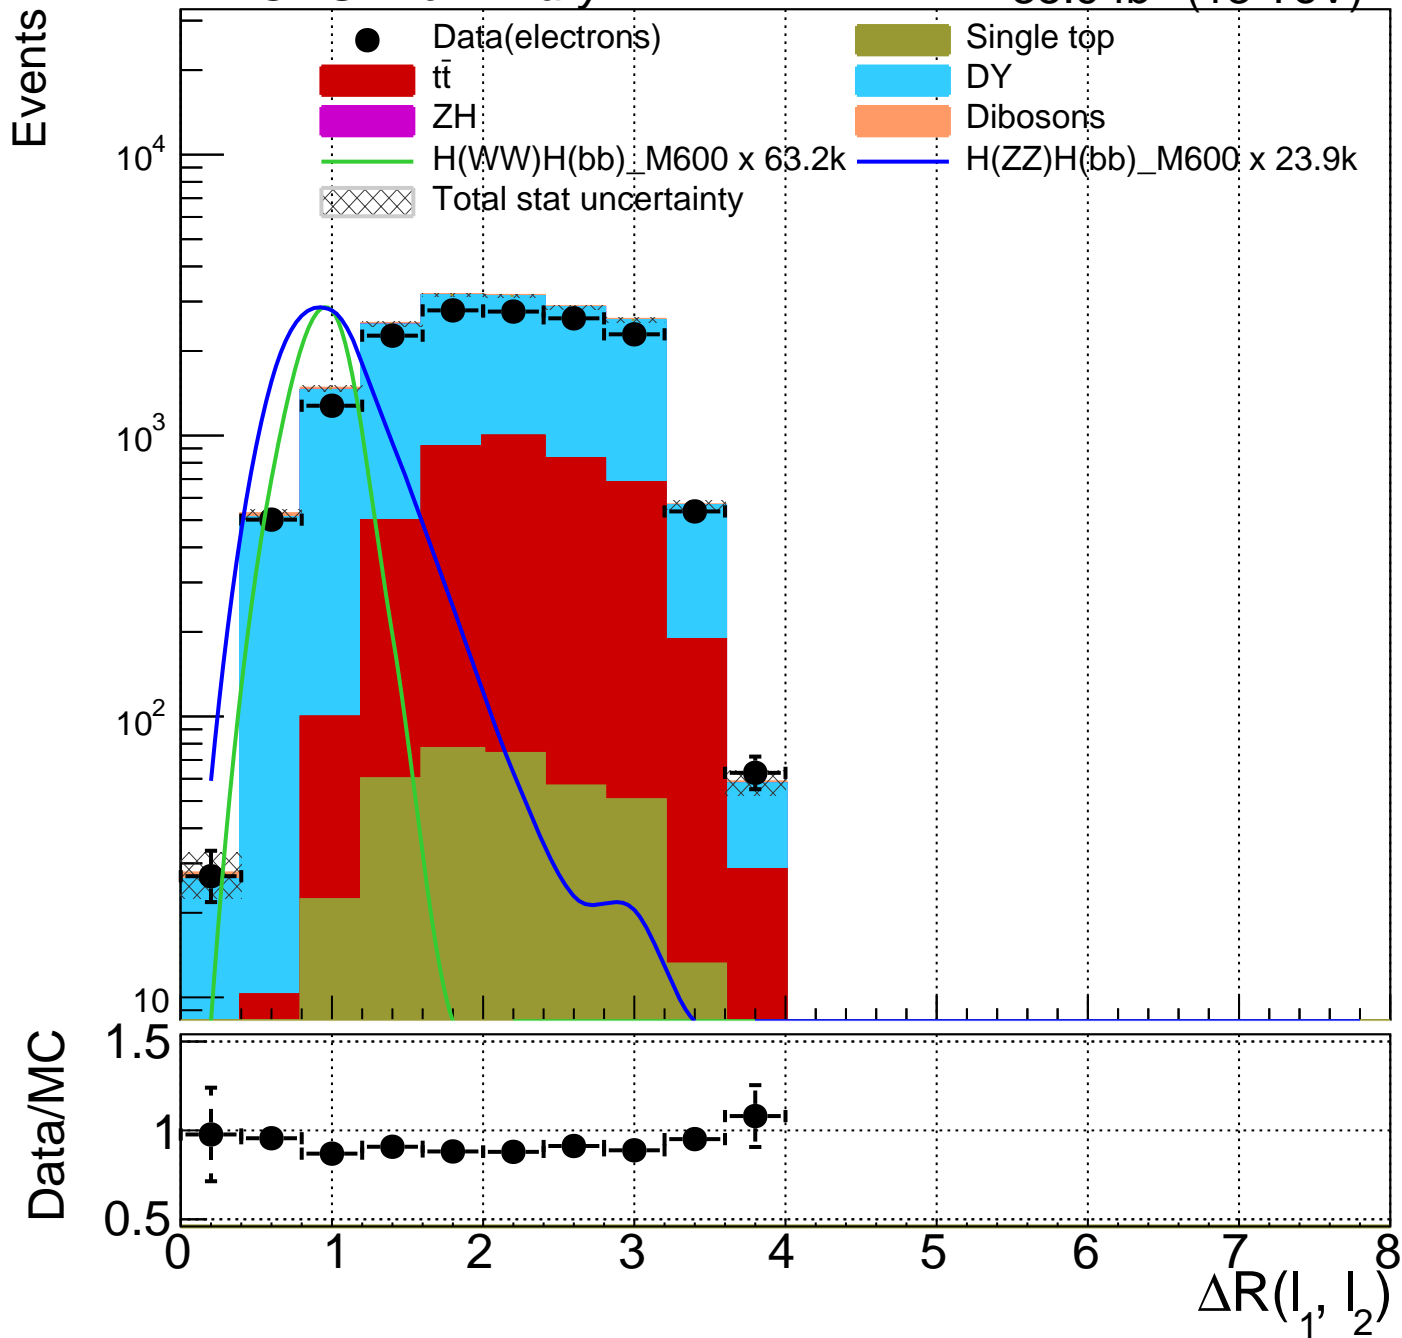 Events
Data(electrons)
Single top
tt̄
DY
ZH
Dibosons
H(WW)H(bb)_M600 x 63.2k
H(ZZ)H(bb)_M600 x 23.9k
Total stat uncertainty
10⁴
10³
10²
10
Data/MC
1.5
1
0.5
0 1 2 3 4 5 6 7 8
ΔR(l₁, l₂)